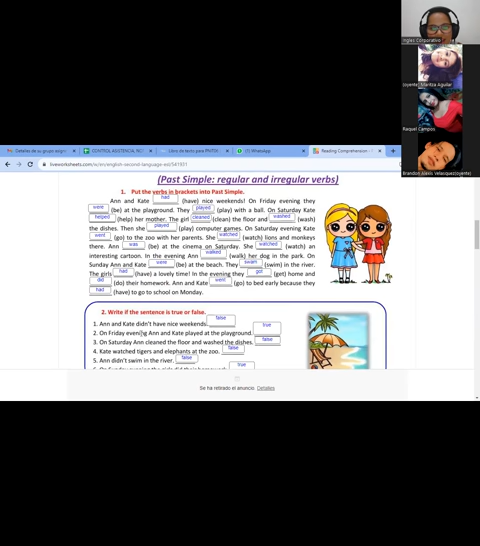 Inglés Corporativo
(oyente) Maritza Aguilar
Raquel Campos
Brandon Alexis Velacquez(oyente)
Detalles de su grupo asign
CONTROL ASISTENCIAL
Libro de texto para
WhatsApp
Reading Comprehension -
liveworksheets.com/w/en/english-second-language-esl/541931
(Past Simple: regular and irregular verbs)
1. Put the verbs in brackets into Past Simple.
Ann and Kate had (have) nice weekends! On Friday evening they
were (be) at the playground. They played (play) with a ball. On Saturday Kate
helped (help) her mother. The girl cleaned (clean) the floor and washed (wash)
the dishes. Then she played (play) computer games. On Saturday evening Kate
went (go) to the zoo with her parents. She watched (watch) lions and monkeys
there. Ann was (be) at the cinema on Saturday. She watched (watch) an
interesting cartoon. In the evening Ann walked (walk) her dog in the park. On
Sunday Ann and Kate were (be) at the beach. They swam (swim) in the river.
The girls had (have) a lovely time! In the evening they got (get) home and
did (do) their homework. Ann and Kate went (go) to bed early because they
had (have) to go to school on Monday.
2. Write if the sentence is true or false.
1. Ann and Kate didn't have nice weekends. false
2. On Friday evening Ann and Kate played at the playground. true
3. On Saturday Ann cleaned the floor and washed the dishes. false
4. Kate watched tigers and elephants at the zoo. false
5. Ann didn't swim in the river. false
true
Se ha retirado el anuncio. Detalles